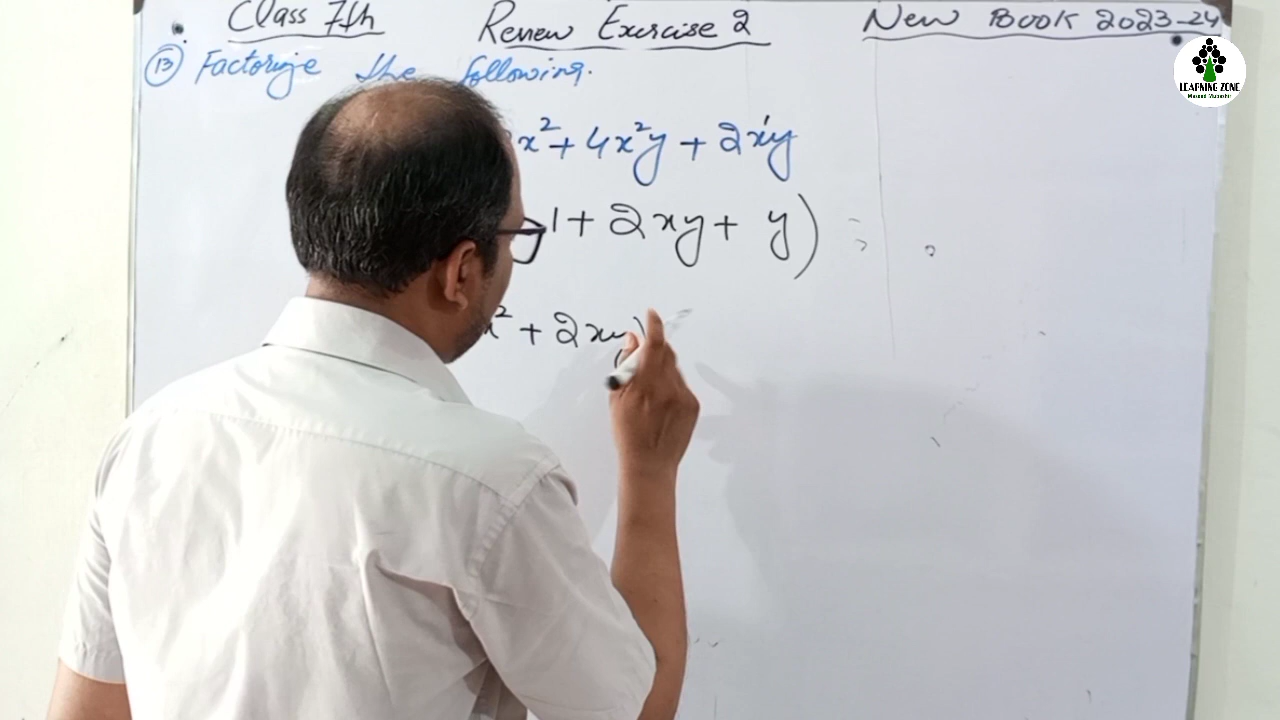 Class 7th Review Exercise 2 New Book 2023-24
13 Factorize the following.
x² + 4x²y + 2x'y
1 + 2xy + y) =
x² + 2xy
LEARNING ZONE